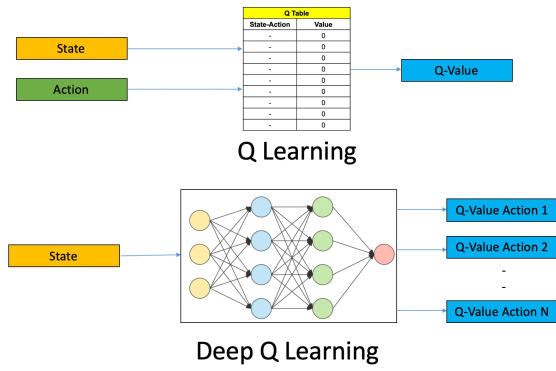 Q Table
State-Action Value
- 0
- 0
- 0
- 0
- 0
- 0
- 0
- 0
- 0
State
Action
Q-Value
Q Learning
State
Q-Value Action 1
Q-Value Action 2
-
-
Q-Value Action N
Deep Q Learning